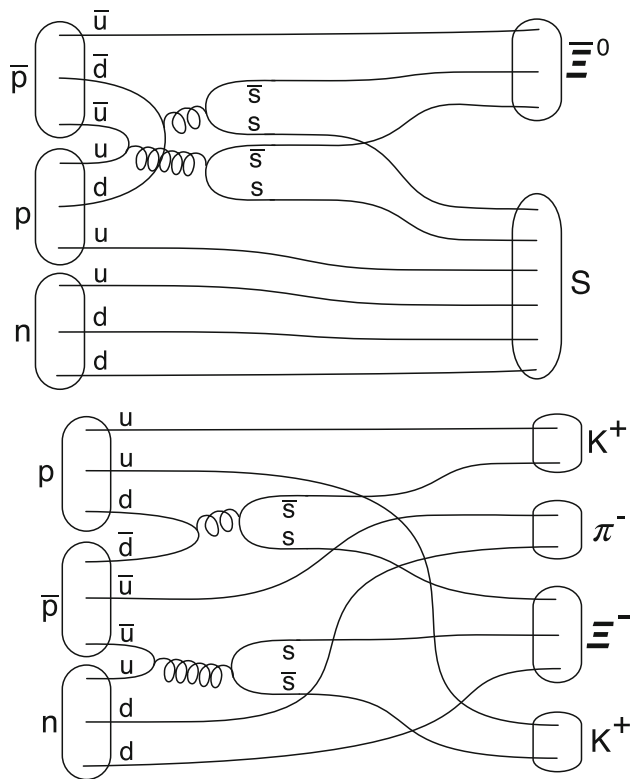 u̅
p̅ d̅ Ξ̅⁰
s̅
u̅ s
u s̅
p d s
u
u S
n d
d
u K⁺
p u
d s̅
d̅ s π⁻
p̅ u̅
u̅ s Ξ⁻
u s̅
n d
d K⁺